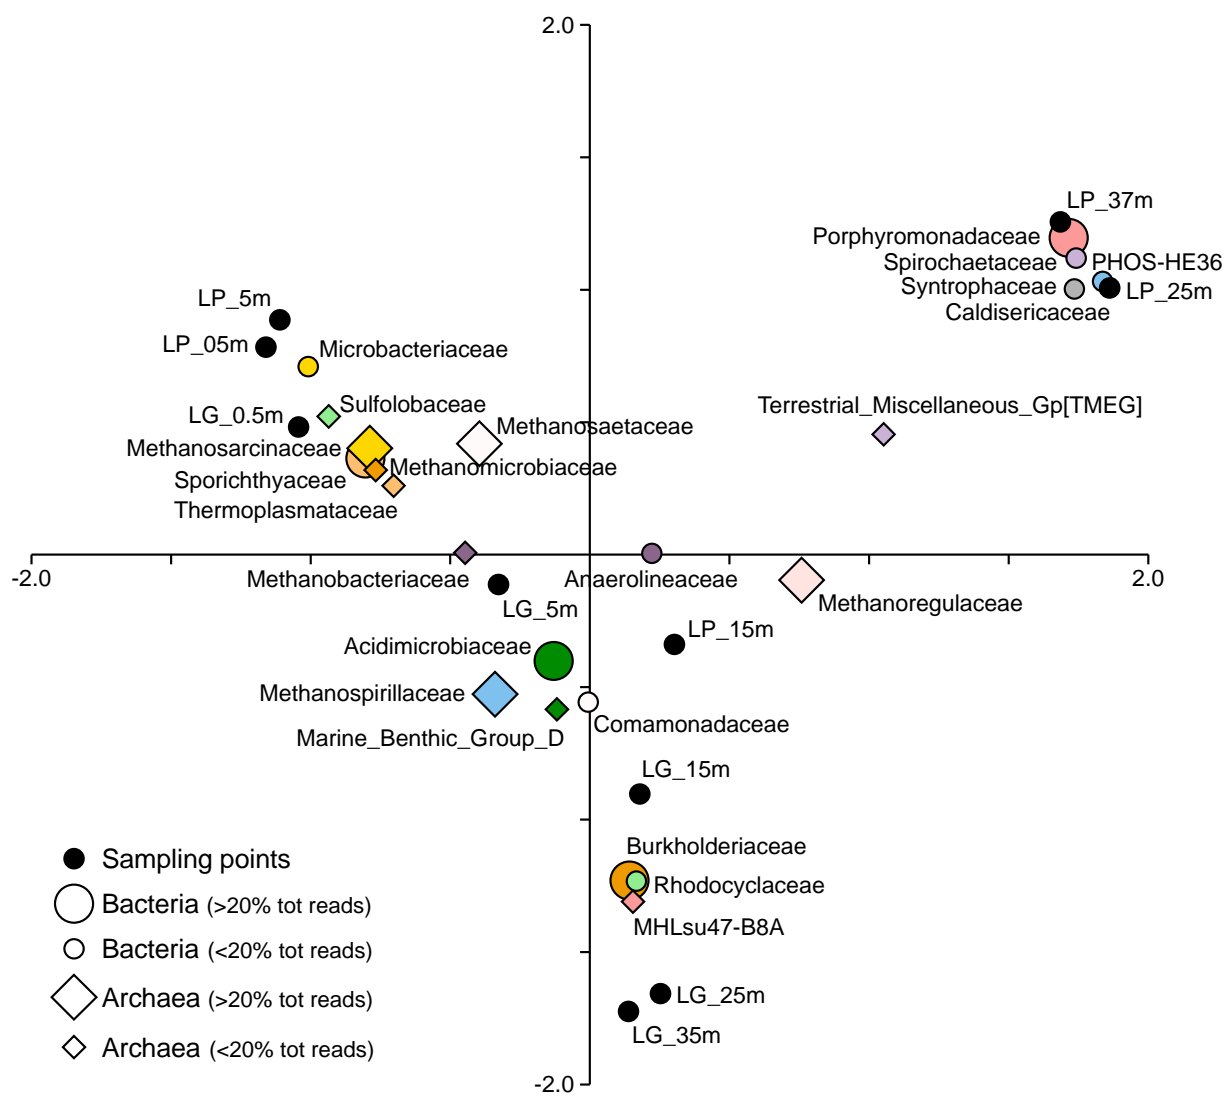 2.0
LP_37m
Porphyromonadaceae
Spirochaetaceae
PHOS-HE36
Syntrophaceae
LP_25m
Caldisericaceae
LP_5m
LP_05m
Microbacteriaceae
LG_0.5m
Sulfolobaceae
Terrestrial_Miscellaneous_Gp[TMEG]
Methanosaetaceae
Methanosarcinaceae
Methanomicrobiaceae
Sporichthyaceae
Thermoplasmataceae
-2.0
Methanobacteriaceae
Anaerolineaceae
2.0
LG_5m
Methanoregulaceae
LP_15m
Acidimicrobiaceae
Methanospirillaceae
Comamonadaceae
Marine_Benthic_Group_D
LG_15m
Burkholderiaceae
Rhodocyclaceae
MHLsu47-B8A
LG_25m
LG_35m
-2.0
Sampling points
Bacteria (>20% tot reads)
Bacteria (<20% tot reads)
Archaea (>20% tot reads)
Archaea (<20% tot reads)